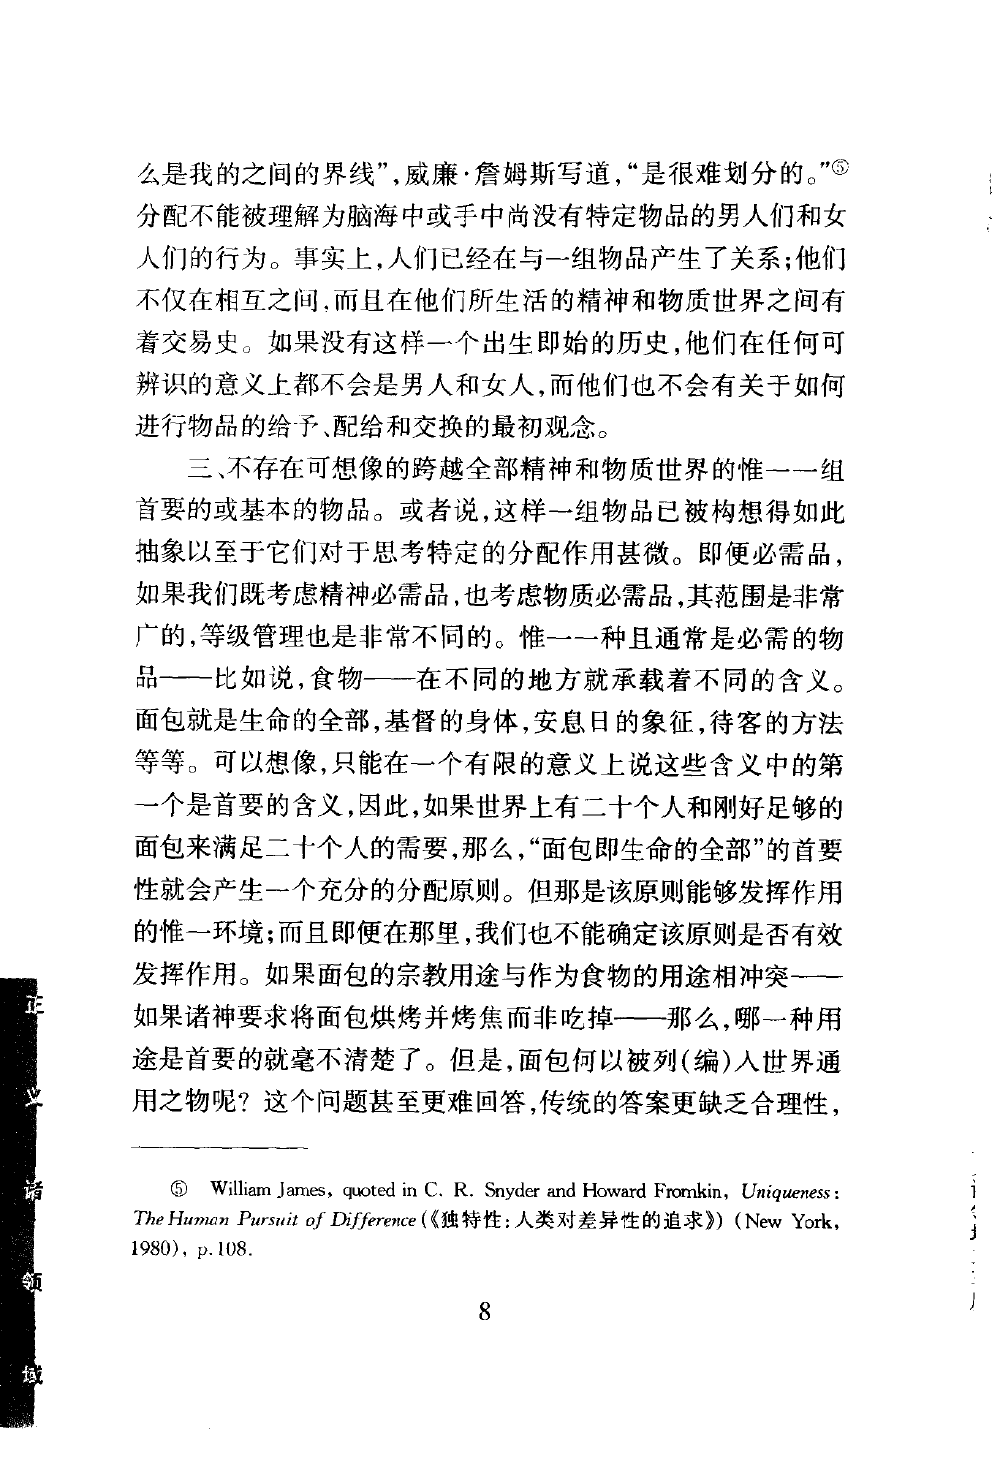 么是我的之间的界线”,威廉·詹姆斯写道,“是很难划分的。”⑤
分配不能被理解为脑海中或手中尚没有特定物品的男人们和女
人们的行为。事实上,人们已经在与一组物品产生了关系;他们
不仅在相互之间,而且在他们所生活的精神和物质世界之间有
着交易史。如果没有这样一个出生即始的历史,他们在任何可
辨识的意义上都不会是男人和女人,而他们也不会有关于如何
进行物品的给予、配给和交换的最初观念。
三、不存在可想像的跨越全部精神和物质世界的惟一一组
首要的或基本的物品。或者说,这样一组物品已被构想得如此
抽象以至于它们对于思考特定的分配作用甚微。即便必需品,
如果我们既考虑精神必需品,也考虑物质必需品,其范围是非常
广的,等级管理也是非常不同的。惟一一种且通常是必需的物
品——比如说,食物——在不同的地方就承载着不同的含义。
面包就是生命的全部,基督的身体,安息日的象征,待客的方法
等等。可以想像,只能在一个有限的意义上说这些含义中的第
一个是首要的含义,因此,如果世界上有二十个人和刚好足够的
面包来满足二十个人的需要,那么,“面包即生命的全部”的首要
性就会产生一个充分的分配原则。但那是该原则能够发挥作用
的惟一环境;而且即便在那里,我们也不能确定该原则是否有效
发挥作用。如果面包的宗教用途与作为食物的用途相冲突——
如果诸神要求将面包烘烤并烤焦而非吃掉——那么,哪一种用
途是首要的就毫不清楚了。但是,面包何以被列(编)入世界通
用之物呢?这个问题甚至更难回答,传统的答案更缺乏合理性,
⑤ William James, quoted in C. R. Snyder and Howard Fromkin, Uniqueness:
The Human Pursuit of Difference(《独特性:人类对差异性的追求》) (New York,
1980), p.108.
8
正
义
诸
领
域